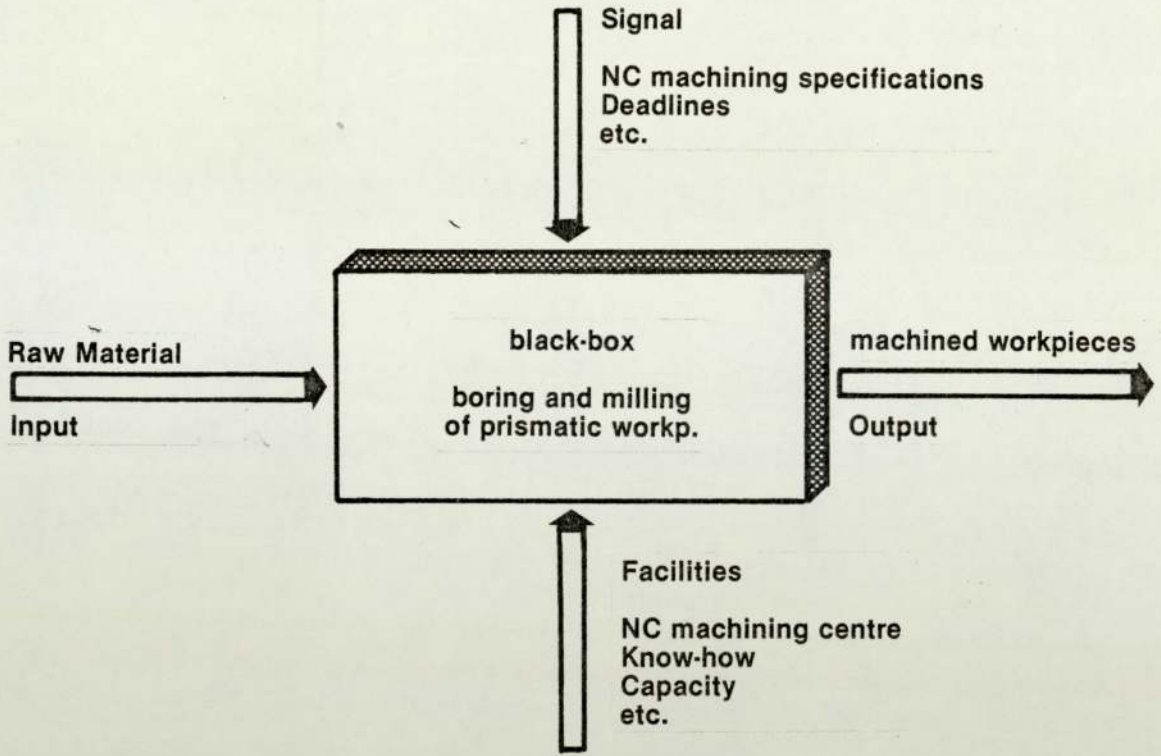 Signal
NC machining specifications
Deadlines
etc.
Raw Material
Input
black-box
boring and milling
of prismatic workp.
machined workpieces
Output
Facilities
NC machining centre
Know-how
Capacity
etc.